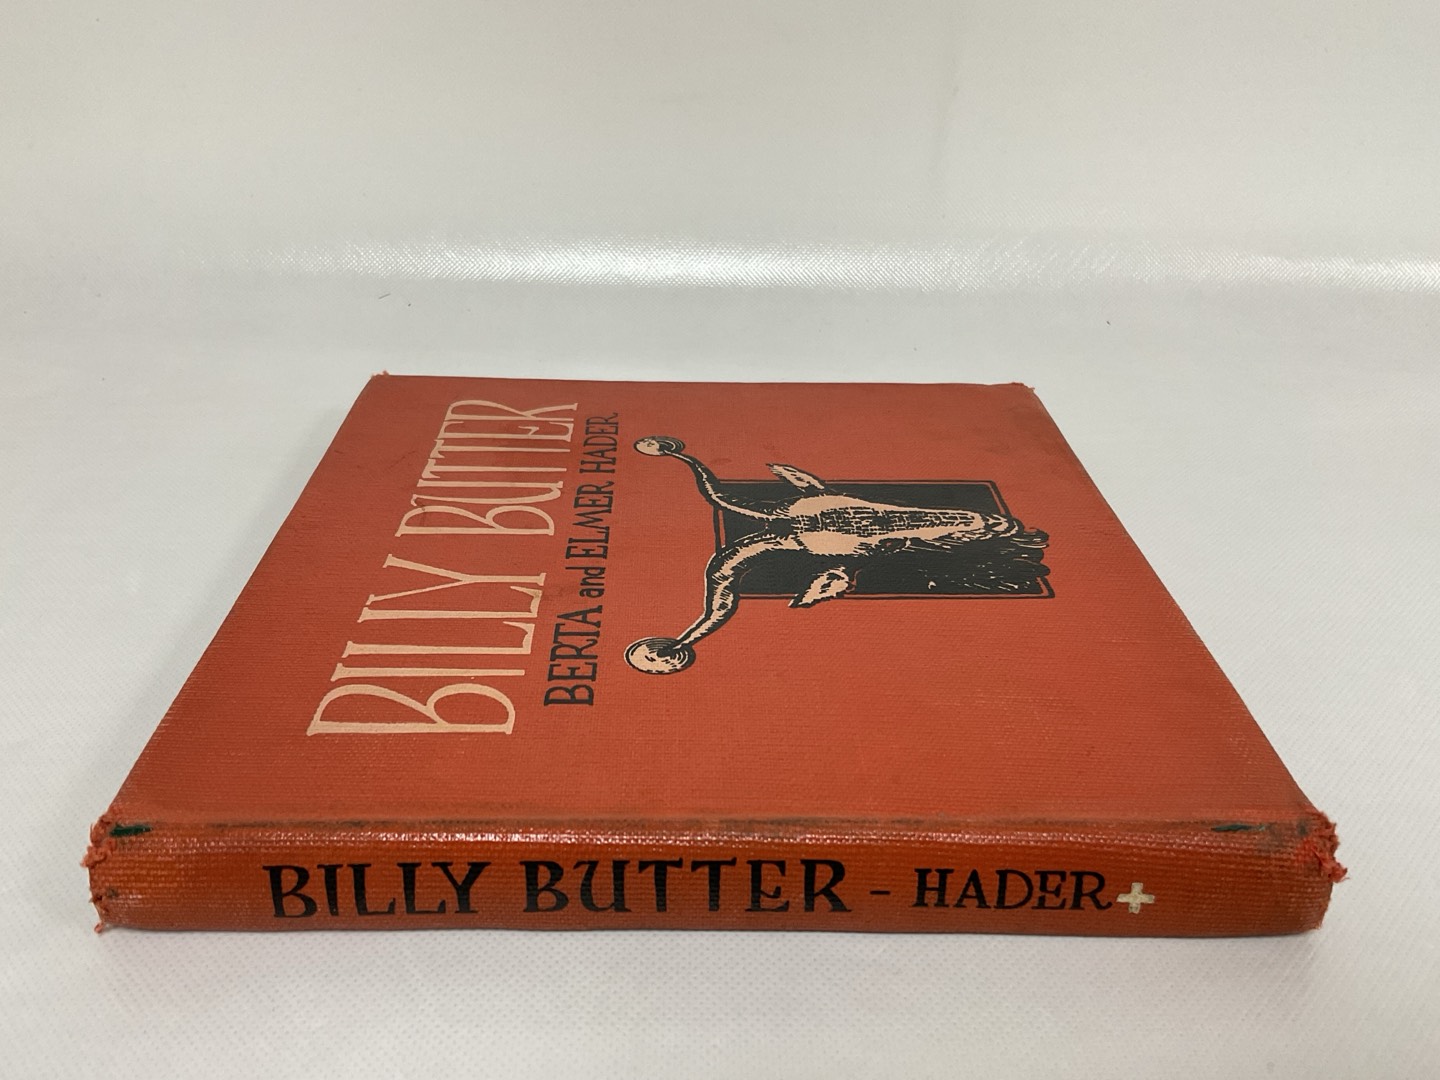 BILLY BUTTER
BERTA and ELMER HADER
BILLY BUTTER - HADER